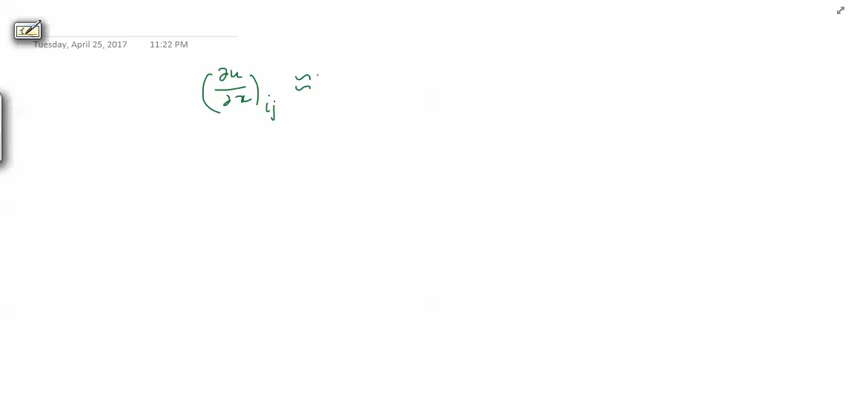 Tuesday, April 25, 2017 11:22 PM
(∂u/∂x)ij ≈